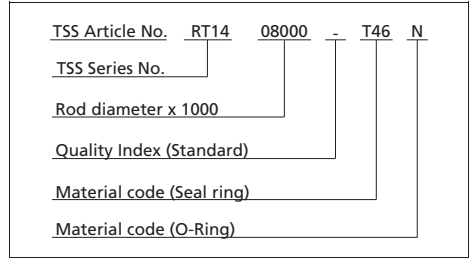 TSS Article No. RT14 08000 - T46 N
TSS Series No.
Rod diameter x 1000
Quality Index (Standard)
Material code (Seal ring)
Material code (O-Ring)